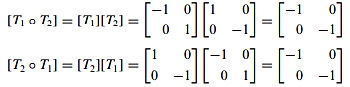 [T₁ ∘ T₂] = [T₁][T₂] = [−1 0; 0 1] [1 0; 0 −1] = [−1 0; 0 −1]
[T₂ ∘ T₁] = [T₂][T₁] = [1 0; 0 −1] [−1 0; 0 1] = [−1 0; 0 −1]